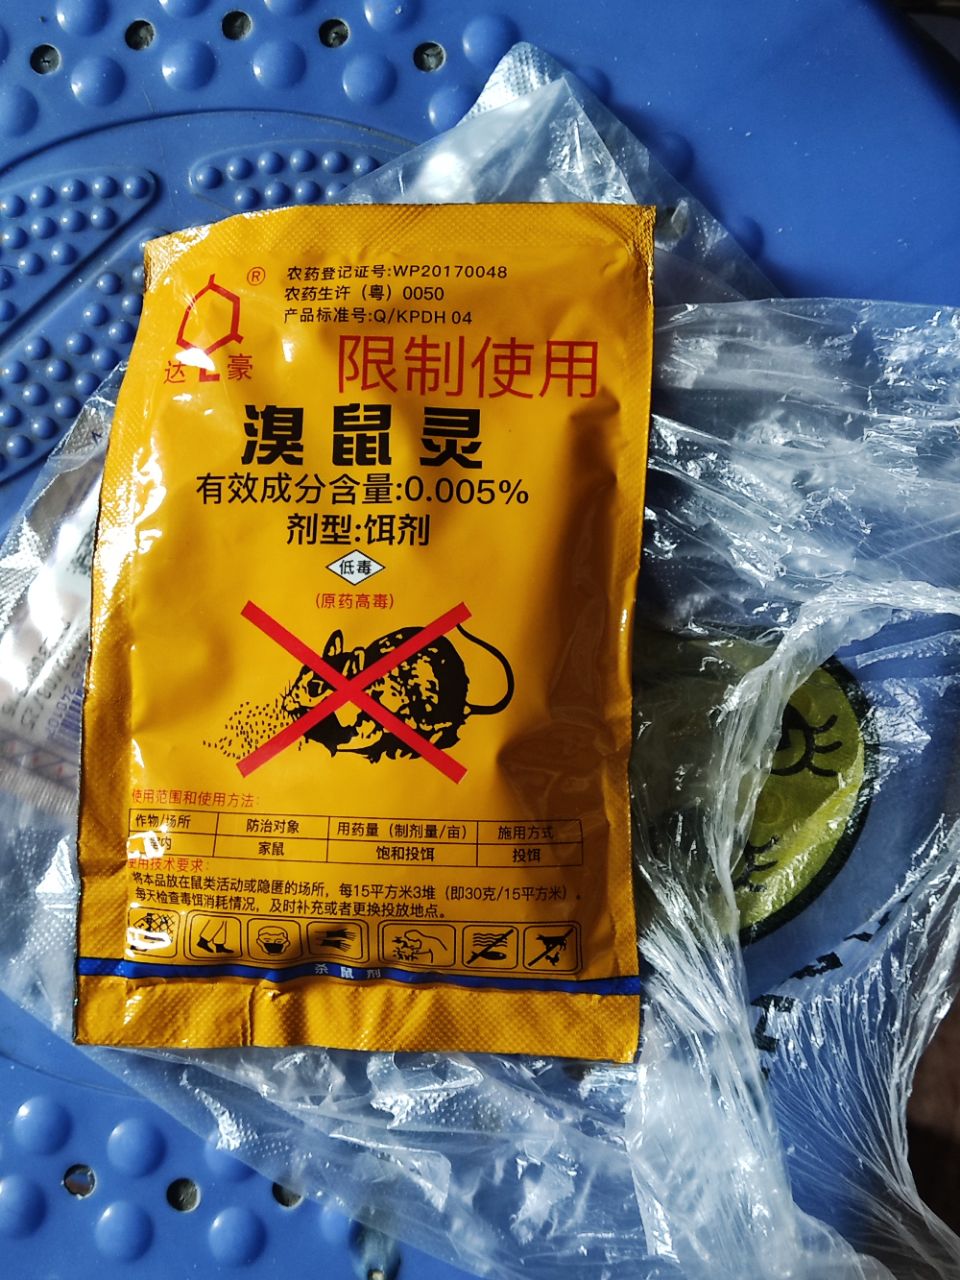 农药登记证号:WP20170048
农药生许（粤）0050
产品标准号:Q/KPDH 04
®
达 豪
限制使用
溴鼠灵
有效成分含量:0.005%
剂型:饵剂
低毒
(原药高毒)
使用范围和使用方法:
作物/场所 防治对象 用药量（制剂量/亩） 施用方式
内 家鼠 饱和投饵 投饵
使用技术要求:
将本品放在鼠类活动或隐匿的场所，每15平方米3堆（即30克/15平方米）。
每天检查毒饵消耗情况，及时补充或者更换投放地点。
杀鼠剂